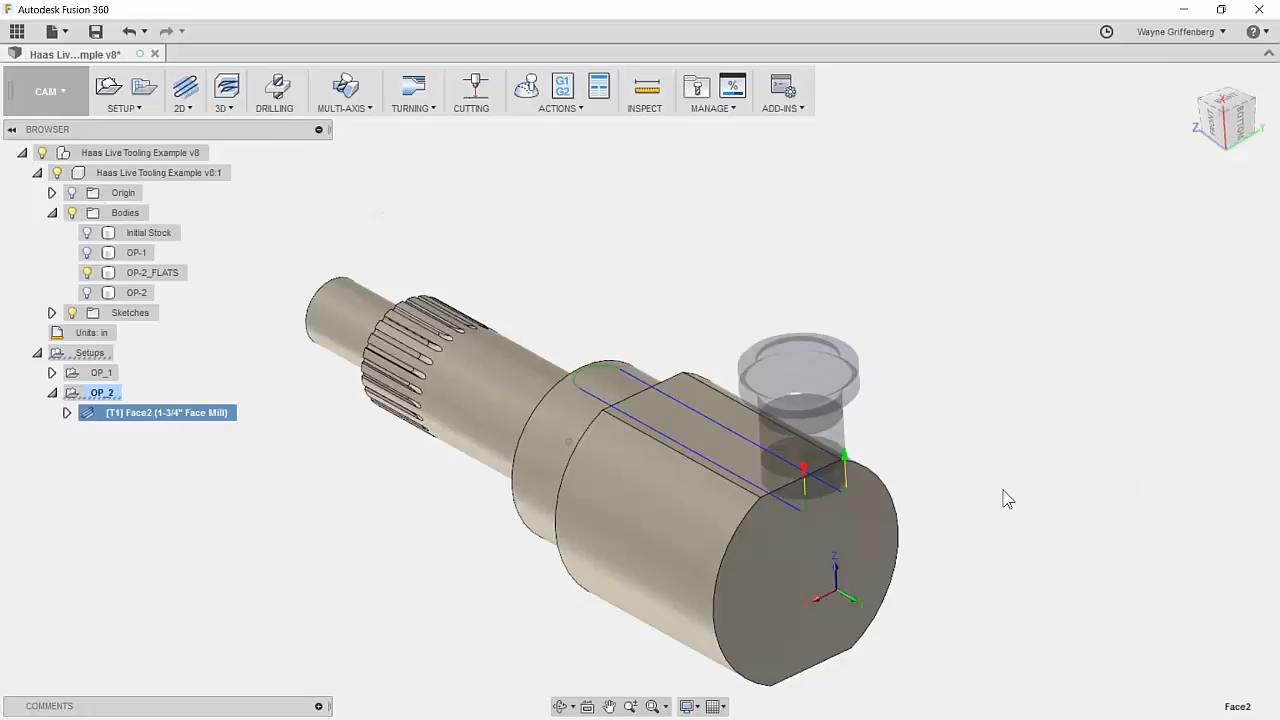 Autodesk Fusion 360
Wayne Griffenberg
Haas Liv...mple v8*
CAM
SETUP
2D
3D
DRILLING
MULTI-AXIS
TURNING
CUTTING
G1
G2
ACTIONS
INSPECT
%
MANAGE
ADD-INS
BROWSER
Haas Live Tooling Example v8
Haas Live Tooling Example v8:1
Origin
Bodies
Initial Stock
OP-1
OP-2_FLATS
OP-2
Sketches
Units: in
Setups
OP_1
OP_2
[T1] Face2 (1-3/4" Face Mill)
Z
X
Y
BOTTOM
Z
COMMENTS
Face2